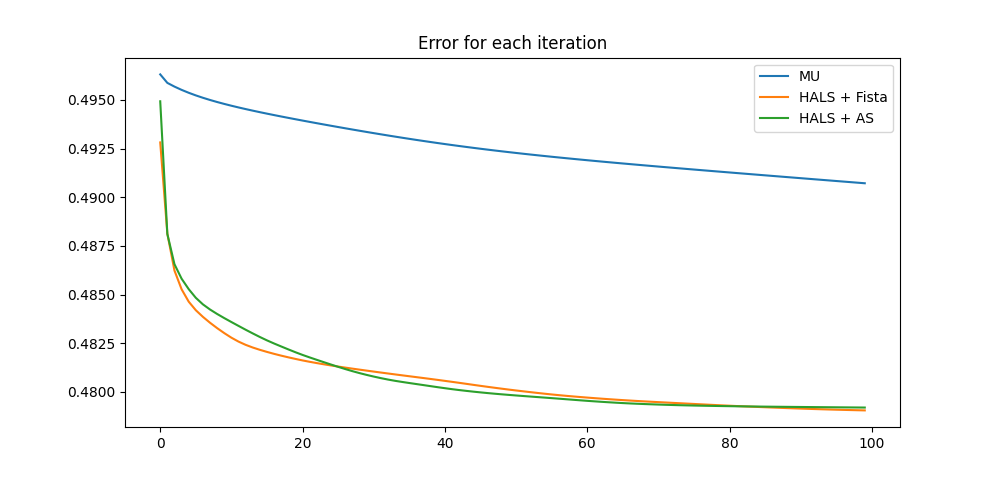 Error for each iteration
MU
HALS + Fista
HALS + AS
0.4950
0.4925
0.4900
0.4875
0.4850
0.4825
0.4800
0 20 40 60 80 100